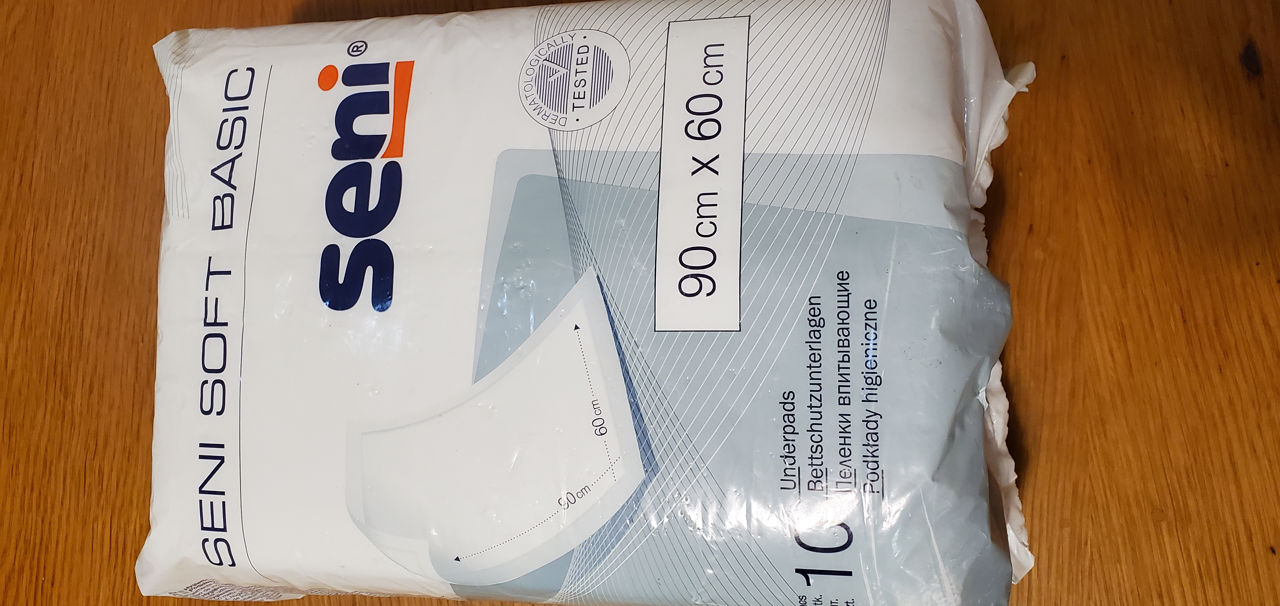 SENI SOFT BASIC
seni®
DERMATOLOGICALLY
• TESTED •
90 cm x 60 cm
60 cm
90 cm
Underpads
Bettschutzunterlagen
Пеленки впитывающие
Podkłady higieniczne
10